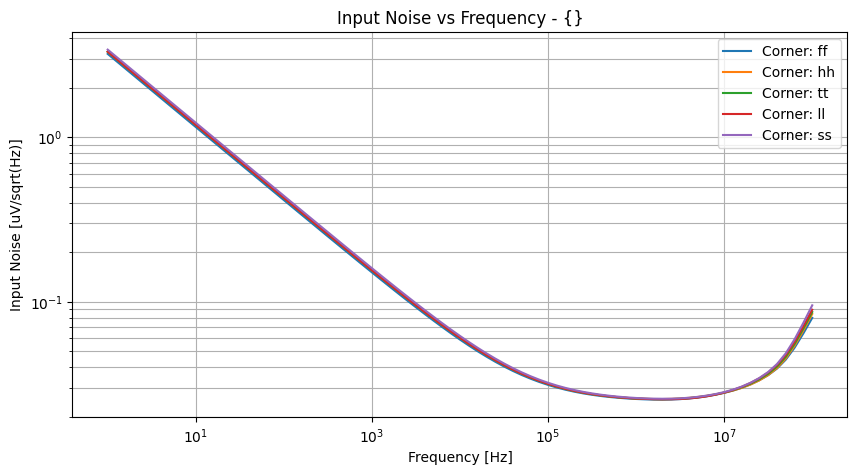 Input Noise vs Frequency - {}
Input Noise [uV/sqrt(Hz)]
10^0
10^-1
Corner: ff
Corner: hh
Corner: tt
Corner: ll
Corner: ss
10^1
10^3
10^5
10^7
Frequency [Hz]